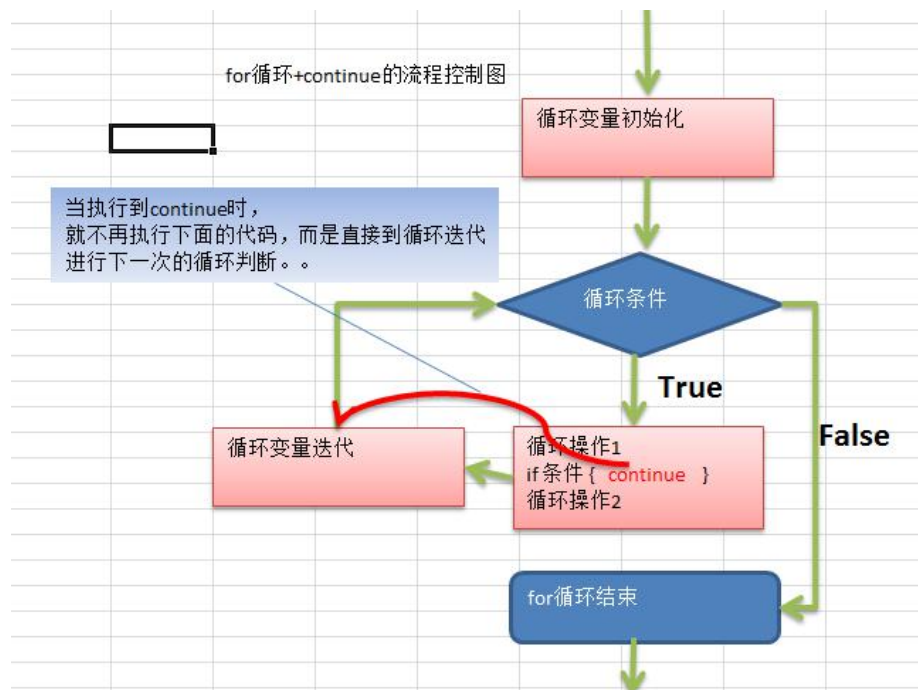 for循环+continue的流程控制图
循环变量初始化
当执行到continue时，
就不再执行下面的代码，而是直接到循环迭代
进行下一次的循环判断。。
循环条件
True
False
循环变量迭代
循环操作1
if 条件 { continue }
循环操作2
for循环结束